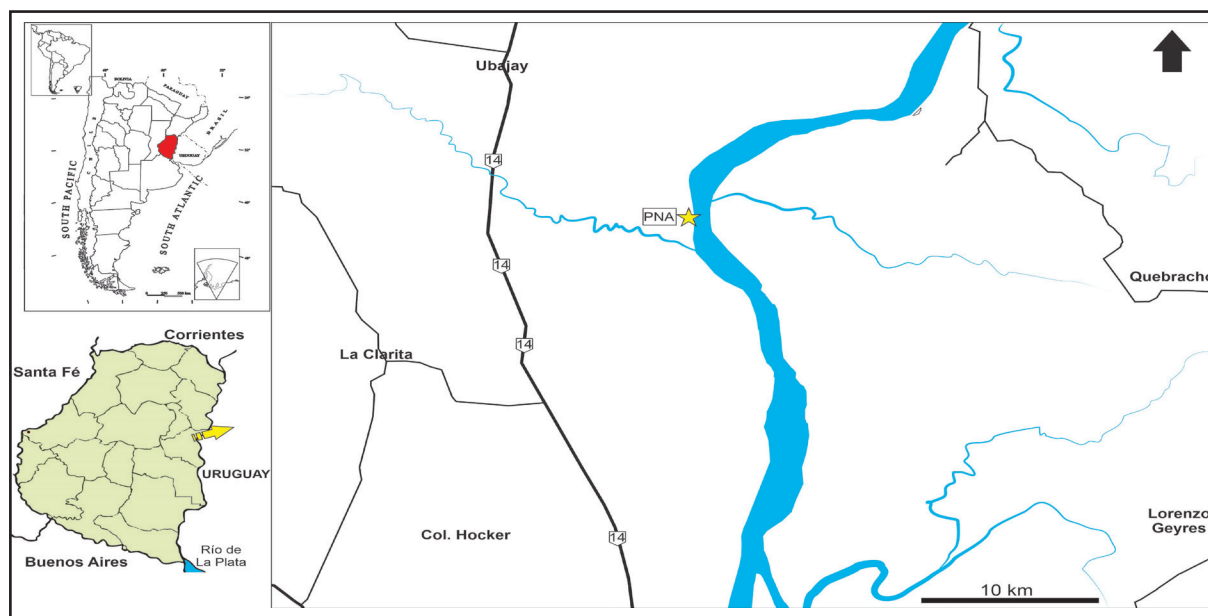 BOLIVIA
PARAGUAY
BRASIL
URUGUAY
SOUTH PACIFIC
SOUTH ATLANTIC
Corrientes
Santa Fé
URUGUAY
Buenos Aires
Río de
La Plata
Ubajay
14
PNA
14
Quebracho
14
La Clarita
Col. Hocker
14
Lorenzo
Geyres
10 km